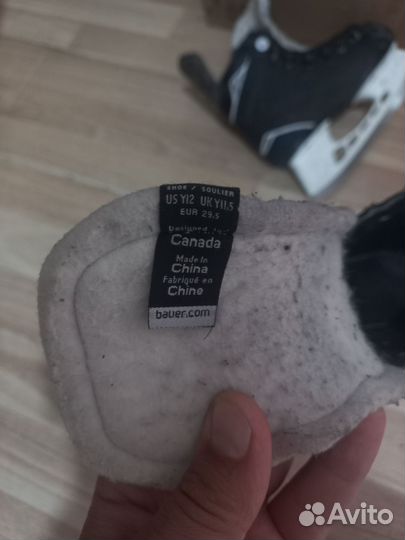 SHOE / SOULIER
US Y12 UK Y11.5
EUR 29.5
Designed
Canada
Made In
China
Fabriqué en
Chine
bauer.com
Avito